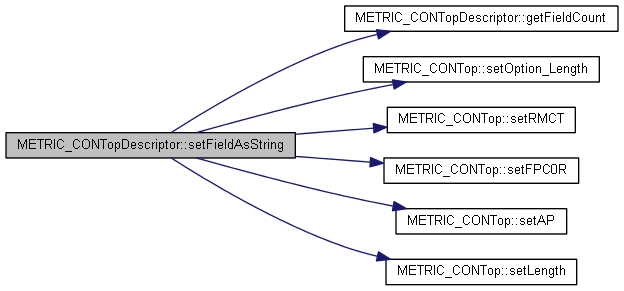 METRIC_CONTopDescriptor::getFieldCount
METRIC_CONTop::setOption_Length
METRIC_CONTop::setRMCT
METRIC_CONTopDescriptor::setFieldAsString
METRIC_CONTop::setFPC0R
METRIC_CONTop::setAP
METRIC_CONTop::setLength